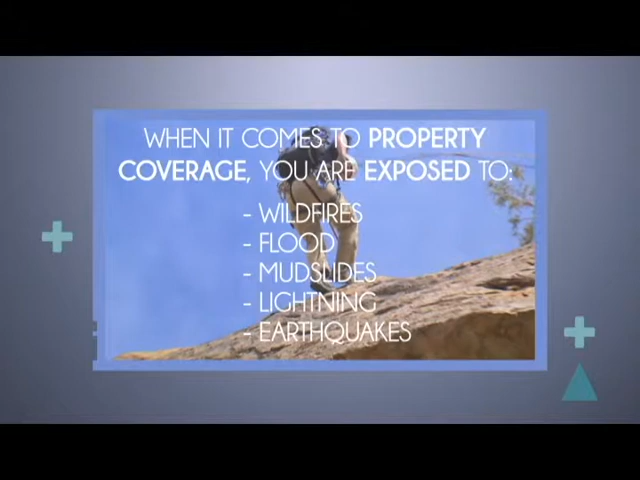 WHEN IT COMES TO PROPERTY
COVERAGE, YOU ARE EXPOSED TO:
- WILDFIRES
- FLOOD
- MUDSLIDES
- LIGHTNING
- EARTHQUAKES